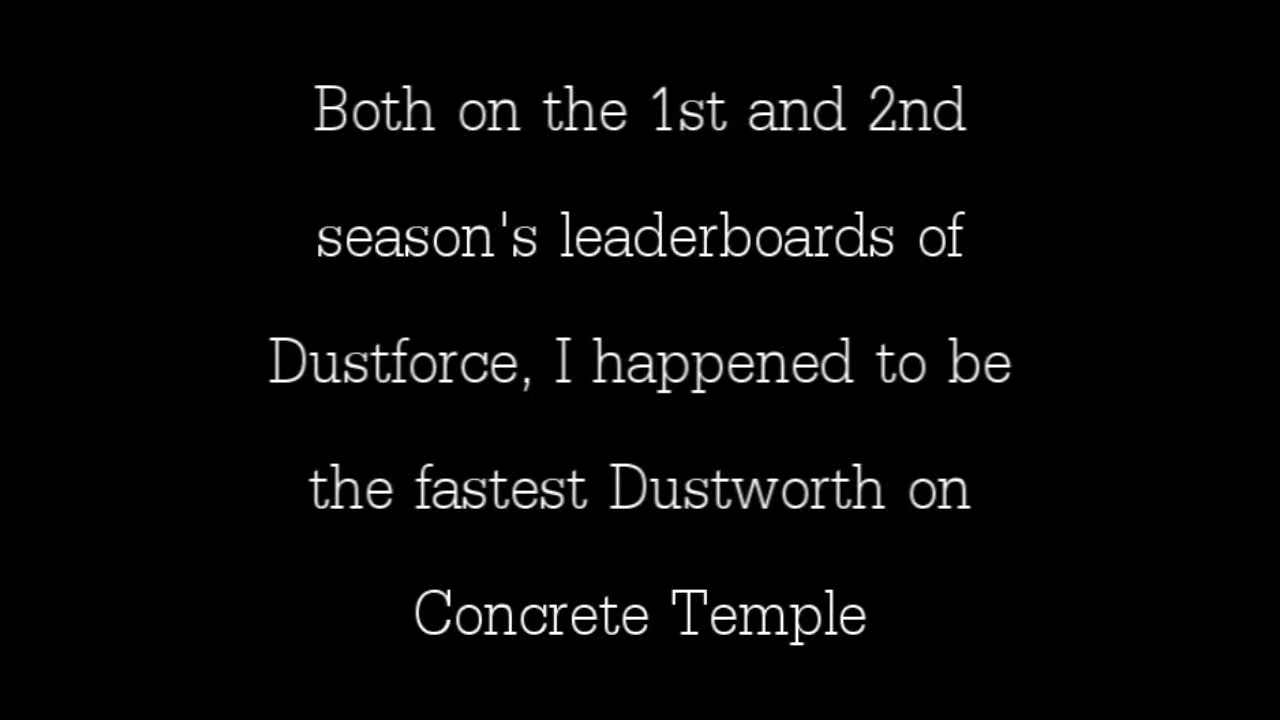 Both on the 1st and 2nd
season's leaderboards of
Dustforce, I happened to be
the fastest Dustworth on
Concrete Temple